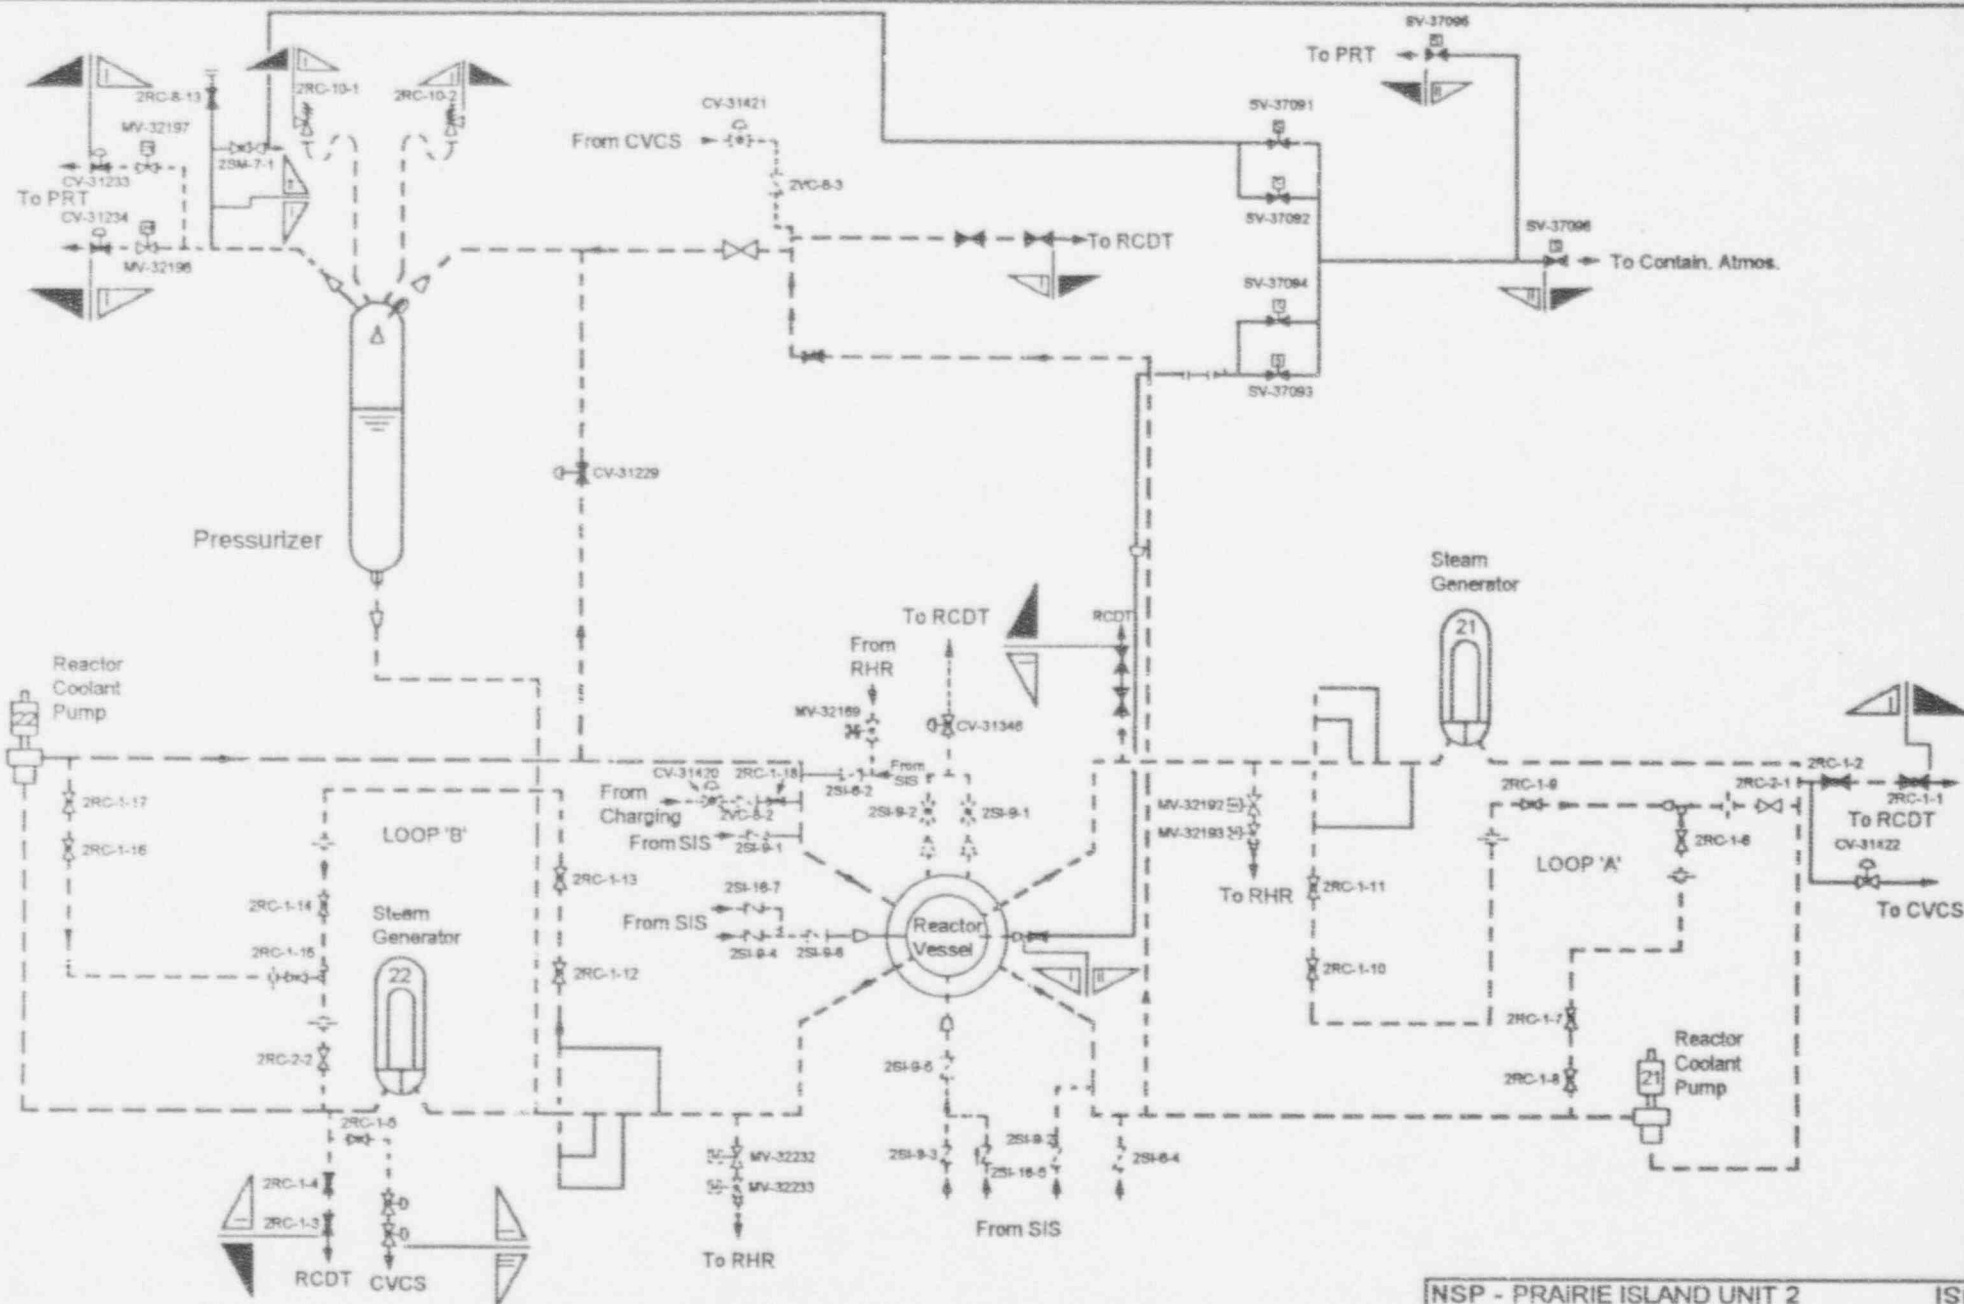 SV-37095
To PRT
2RC-8-13
2RC-10-1
2RC-10-2
CV-31421
SV-37091
MV-32197
From CVCS
2SM-7-1
CV-31233
2VC-8-3
To PRT
CV-31234
SV-37092
SV-37096
MV-32196
To RCDT
To Contain. Atmos.
SV-37094
SV-37093
CV-31229
Pressurizer
Steam
Generator
21
To RCDT
RCDT
From
RHR
Reactor
Coolant
Pump
22
MV-32169
CV-31346
CV-31420
2RC-1-18
From
SIS
2SI-6-2
2RC-1-2
2RC-1-9
2RC-2-1
2RC-1-17
From
Charging
2VC-8-2
2SI-9-2
2SI-9-1
MV-32192
2RC-1-1
To RCDT
LOOP 'B'
MV-32193
2RC-1-6
CV-31422
2RC-1-16
From SIS
2SI-9-1
LOOP 'A'
2RC-1-13
2SI-16-7
To RHR
2RC-1-11
2RC-1-14
Steam
Generator
22
From SIS
Reactor
Vessel
To CVCS
2SI-9-4
2SI-9-6
2RC-1-15
2RC-1-12
2RC-1-10
2RC-1-7
2RC-2-2
2SI-9-5
Reactor
Coolant
Pump
21
2RC-1-8
2RC-1-5
2SI-9-2
2SI-9-3
2SI-16-5
2SI-6-4
MV-32232
MV-32233
2RC-1-4
2RC-1-3
From SIS
To RHR
RCDT
CVCS
NSP - PRAIRIE ISLAND UNIT 2